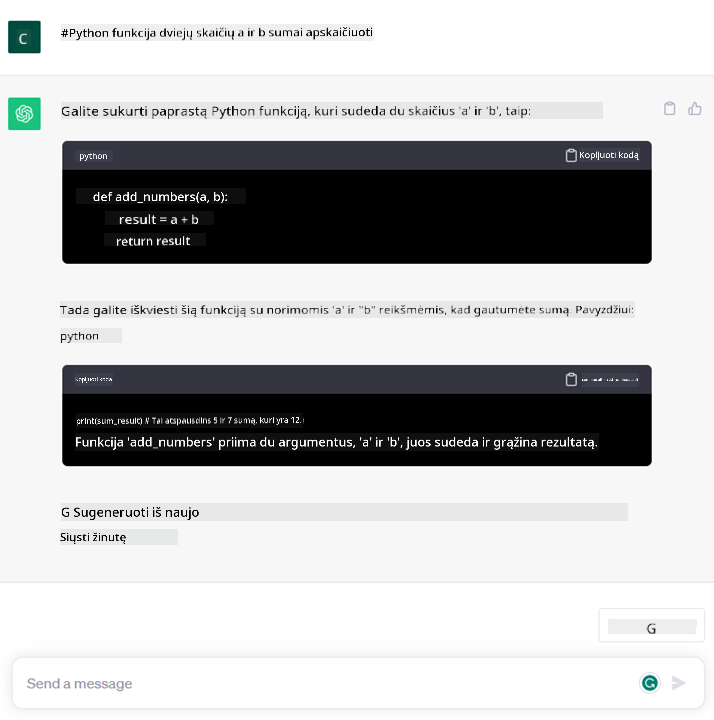 C
#Python funkcija dviejų skaičių a ir b sumai apskaičiuoti
Galite sukurti paprastą Python funkciją, kuri sudeda du skaičius 'a' ir 'b', taip:
python
Kopijuoti kodą
def add_numbers(a, b):
result = a + b
return result
Tada galite iškviesti šią funkciją su norimomis 'a' ir "b" reikšmėmis, kad gautumėte sumą. Pavyzdžiui:
python
Kopijuoti kodą
print(sum_result) # Tai atspausdins 5 ir 7 sumą, kuri yra 12.
Funkcija 'add_numbers' priima du argumentus, 'a' ir 'b', juos sudeda ir grąžina rezultatą.
G Sugeneruoti iš naujo
Siųsti žinutę
G
Send a message